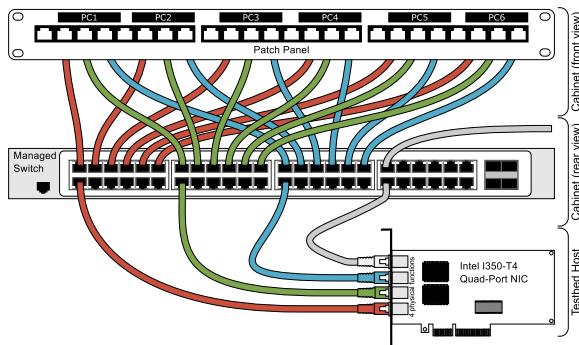 PC1 PC2 PC3 PC4 PC5 PC6
Patch Panel
Cabinet (front view)
Managed
Switch
Cabinet (rear view)
4 physical functions
Intel I350-T4
Quad-Port NIC
Testbed Host